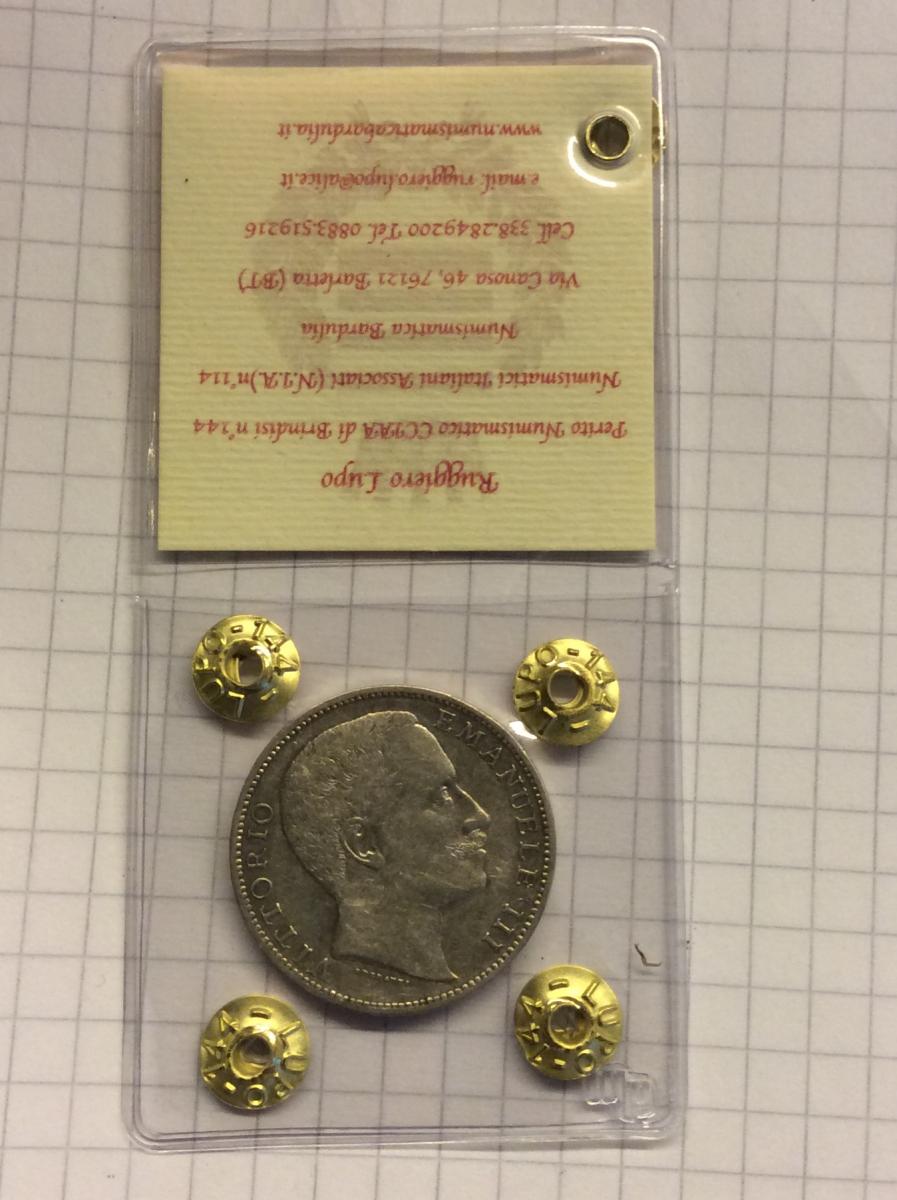 Ruggiero Lupo
Perito Numismatico CCIAA di Brindisi n°144
Numismatici Italiani Associati (N.I.A.) n°114
Numismatica Bardulia
Via Canosa 46, 76121 Barletta (BT)
Cell. 338.2849200 Tel. 0883.519216
e.mail: ruggiero.lupo@alice.it
www.numismaticabardulia.it
LUPO-144
LUPO-144
VITTORIO EMANUELE III
LUPO-144
LUPO-144